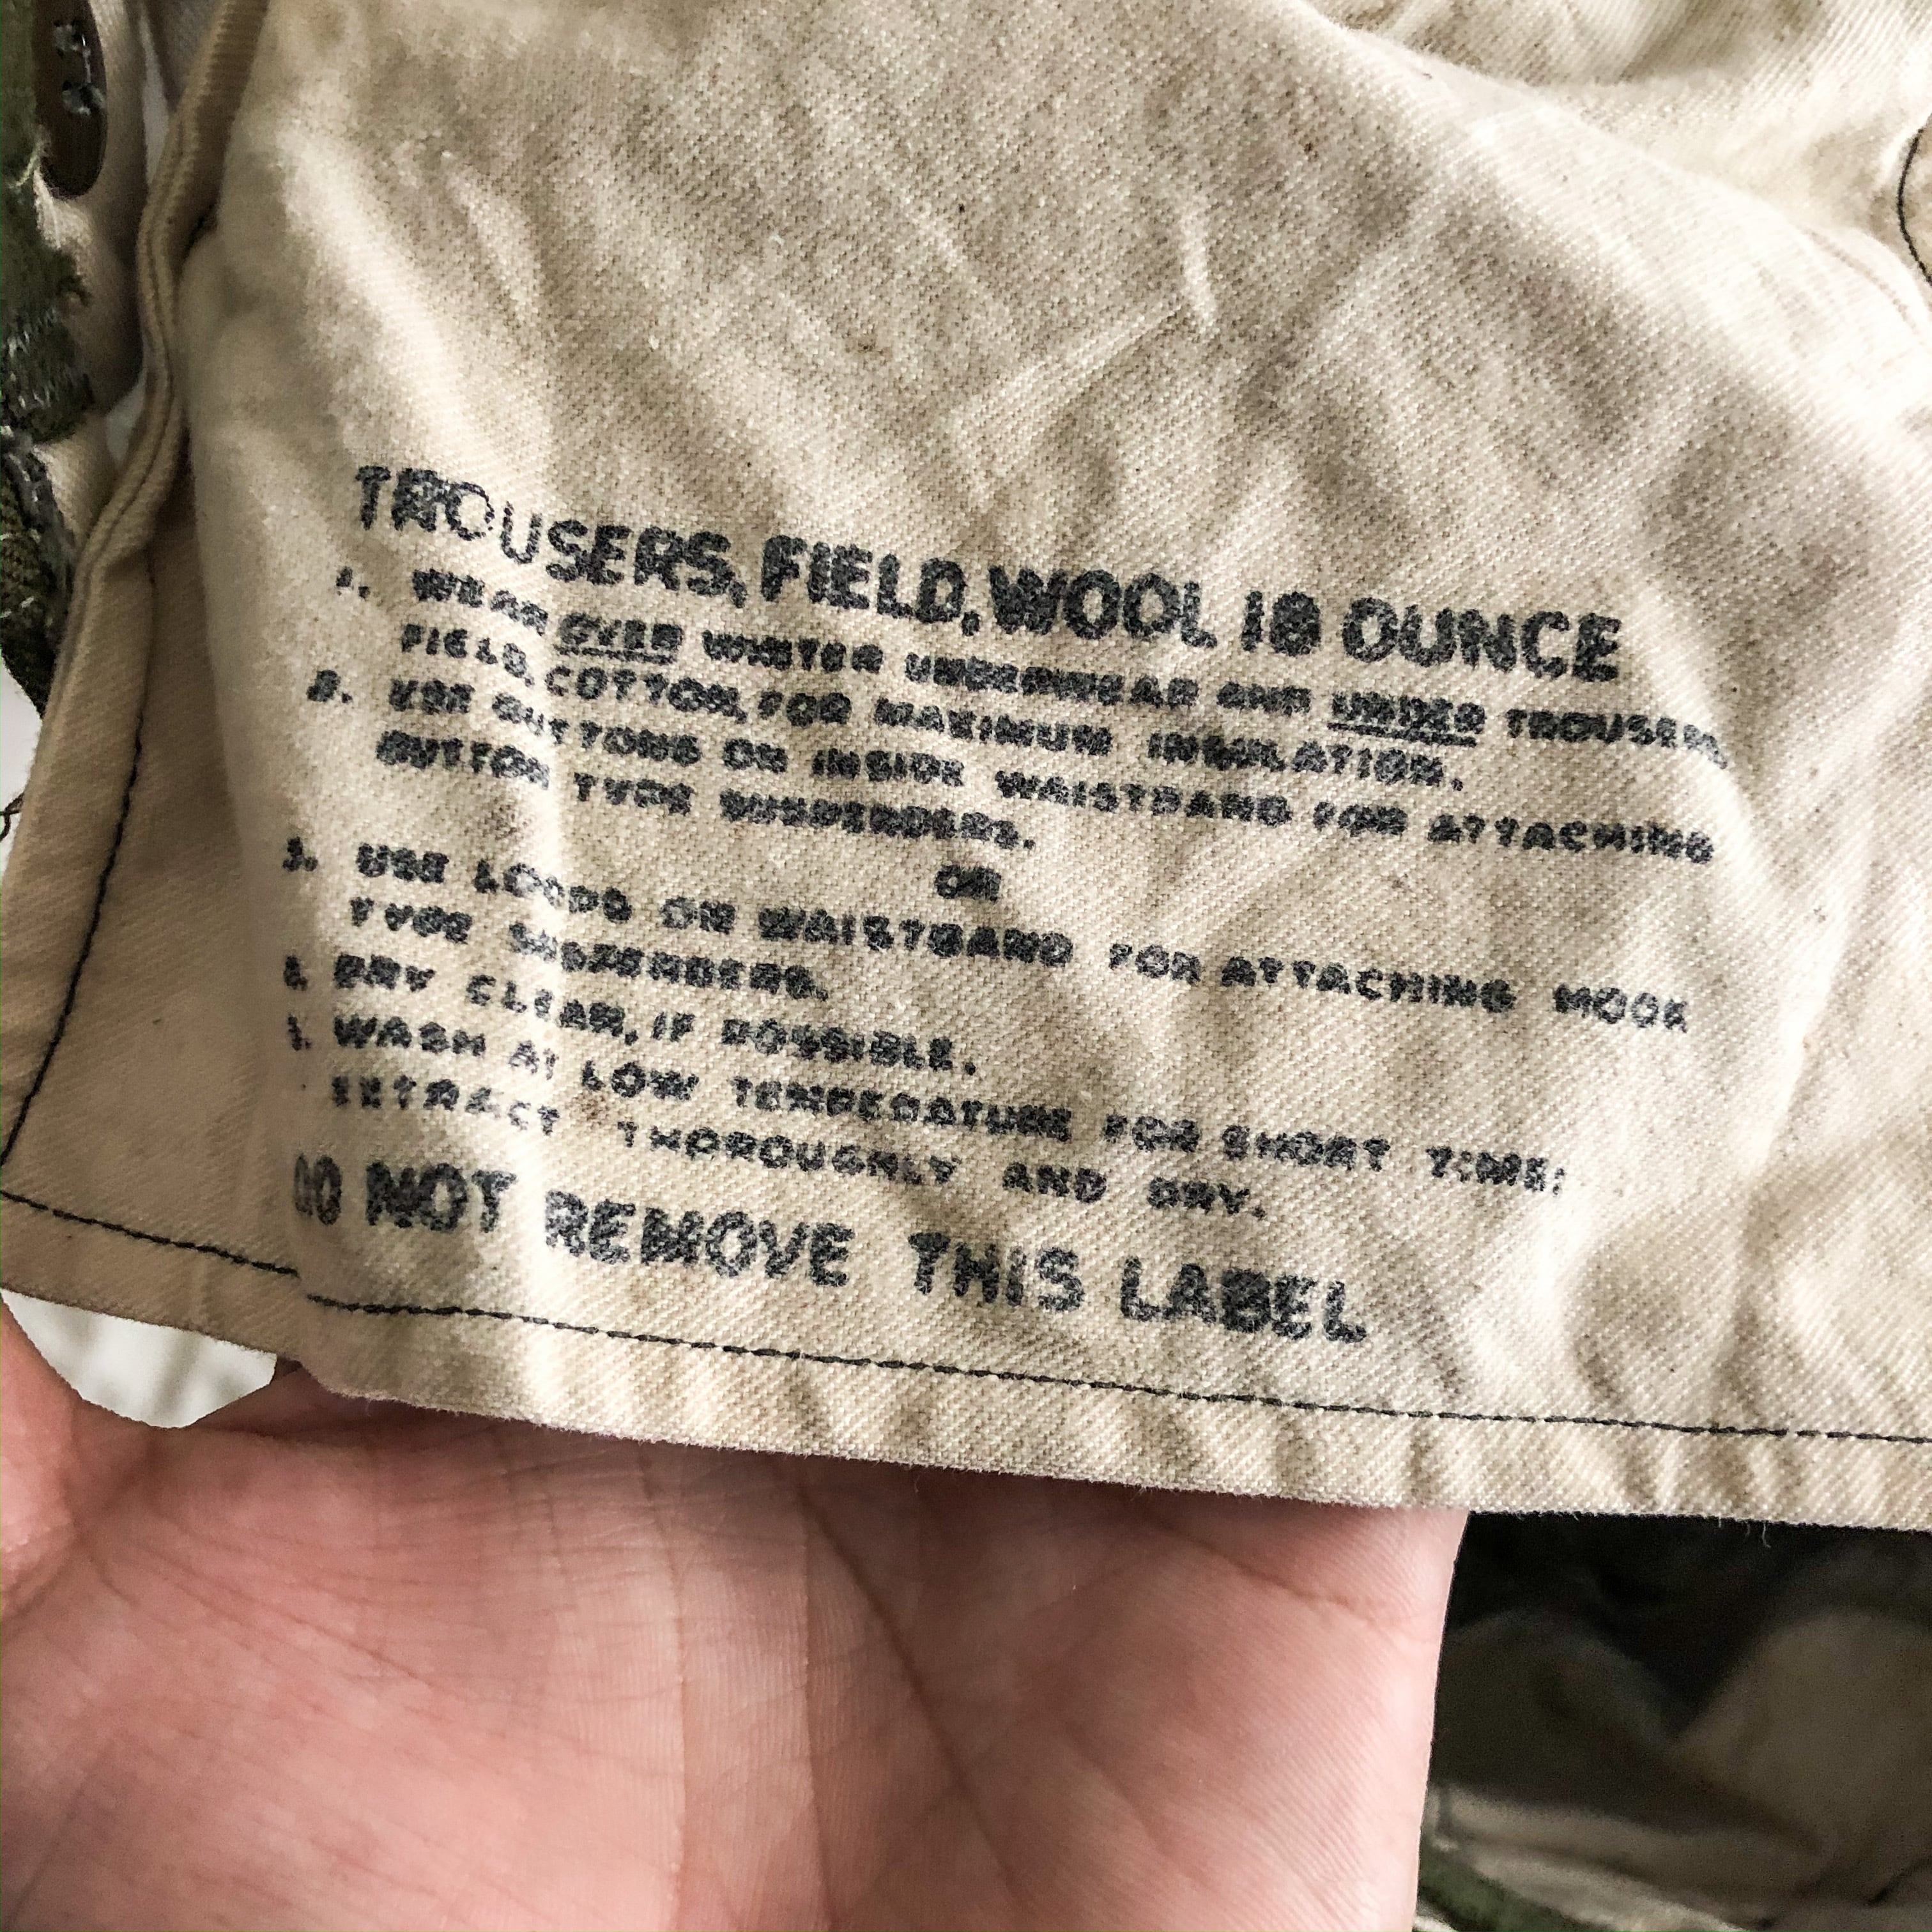 TROUSERS, FIELD, WOOL 18 OUNCE
1. WEAR OVER WINTER UNDERWEAR AND UNDER TROUSERS,
FIELD, COTTON, FOR MAXIMUM INSULATION.
2. USE BUTTONS ON INSIDE WAISTBAND FOR ATTACHING
BUTTON TYPE SUSPENDERS.
OR
3. USE LOOPS ON WAISTBAND FOR ATTACHING HOOK
TYPE SUSPENDERS.
4. DRY CLEAN, IF POSSIBLE.
5. WASH AT LOW TEMPERATURE FOR SHORT TIME;
EXTRACT THOROUGHLY AND DRY.
DO NOT REMOVE THIS LABEL